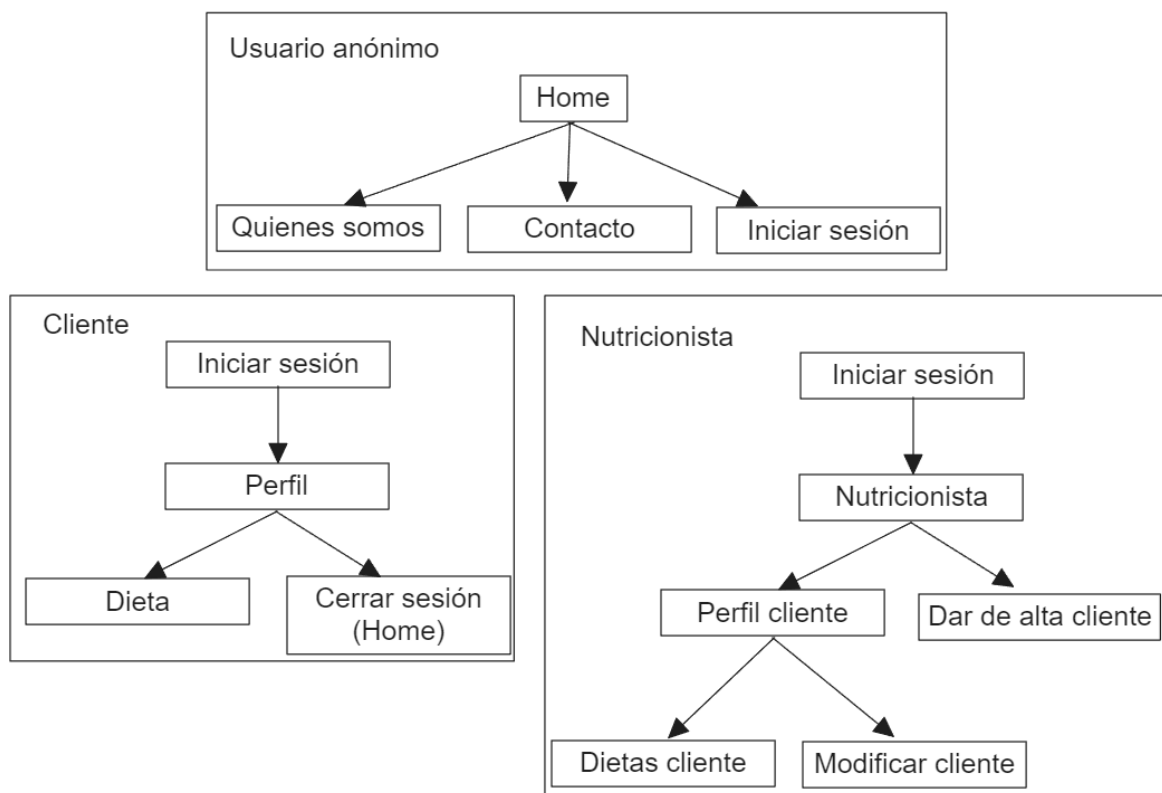 Usuario anónimo
Home
Quienes somos
Contacto
Iniciar sesión
Cliente
Iniciar sesión
Perfil
Dieta
Cerrar sesión
(Home)
Nutricionista
Iniciar sesión
Nutricionista
Perfil cliente
Dar de alta cliente
Dietas cliente
Modificar cliente